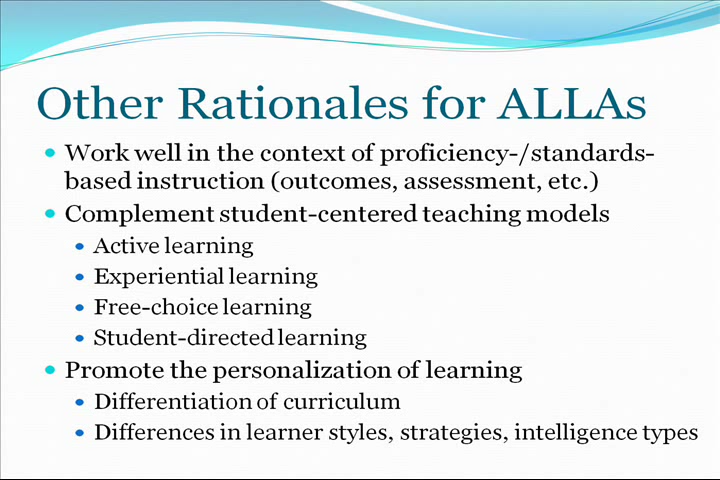 Other Rationales for ALLAs
Work well in the context of proficiency-/standards-
based instruction (outcomes, assessment, etc.)
Complement student-centered teaching models
Active learning
Experiential learning
Free-choice learning
Student-directed learning
Promote the personalization of learning
Differentiation of curriculum
Differences in learner styles, strategies, intelligence types